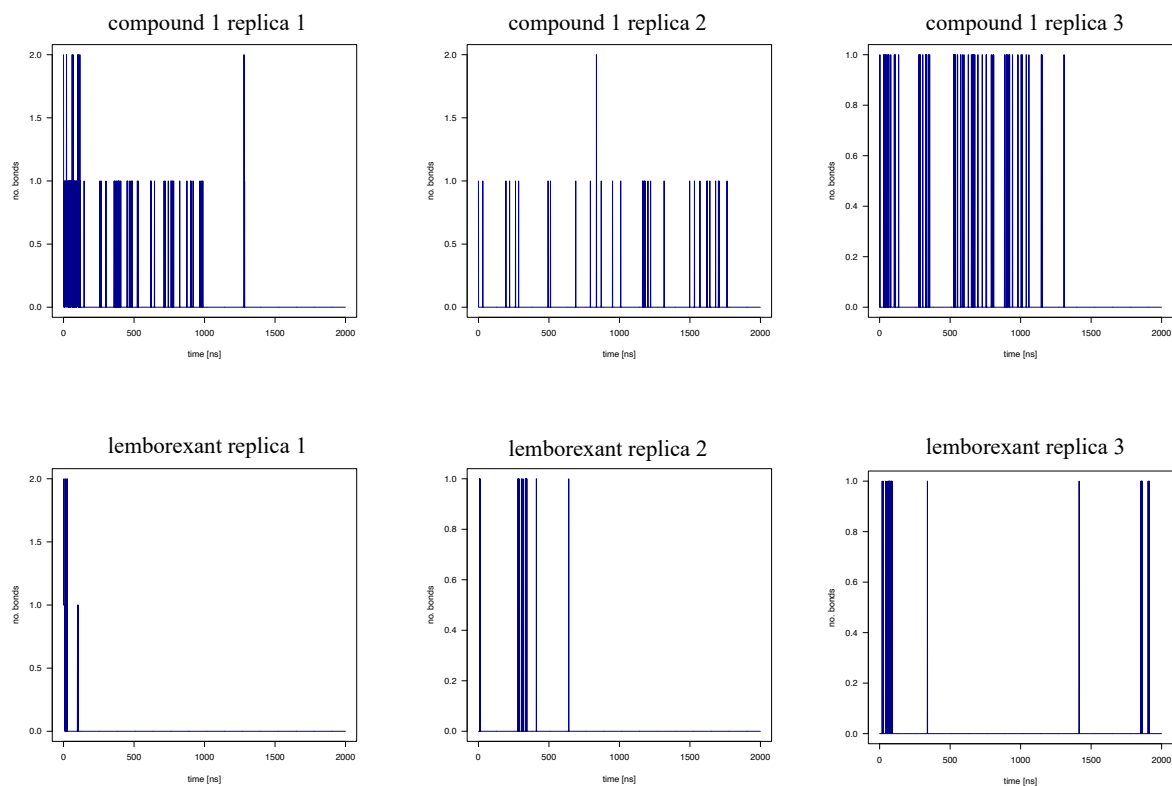 compound 1 replica 1
compound 1 replica 2
compound 1 replica 3
2.0
1.5
1.0
0.5
0.0
no. bonds
0 500 1000 1500 2000
time [ns]
2.0
1.5
1.0
0.5
0.0
no. bonds
0 500 1000 1500 2000
time [ns]
1.0
0.8
0.6
0.4
0.2
0.0
no. bonds
0 500 1000 1500 2000
time [ns]
lemborexant replica 1
lemborexant replica 2
lemborexant replica 3
2.0
1.5
1.0
0.5
0.0
no. bonds
0 500 1000 1500 2000
time [ns]
1.0
0.8
0.6
0.4
0.2
0.0
no. bonds
0 500 1000 1500 2000
time [ns]
1.0
0.8
0.6
0.4
0.2
0.0
no. bonds
0 500 1000 1500 2000
time [ns]